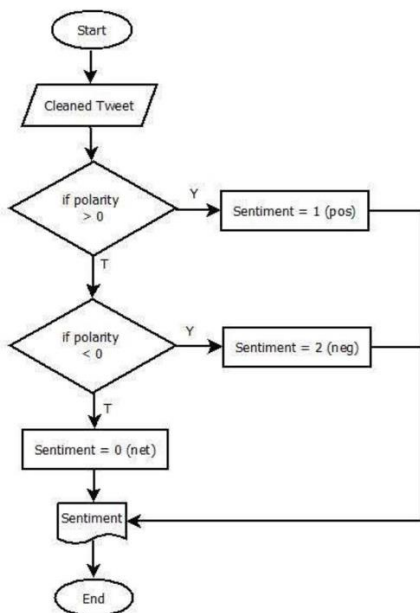 Start
Cleaned Tweet
if polarity
> 0
Y
Sentiment = 1 (pos)
T
if polarity
< 0
Y
Sentiment = 2 (neg)
T
Sentiment = 0 (net)
Sentiment
End